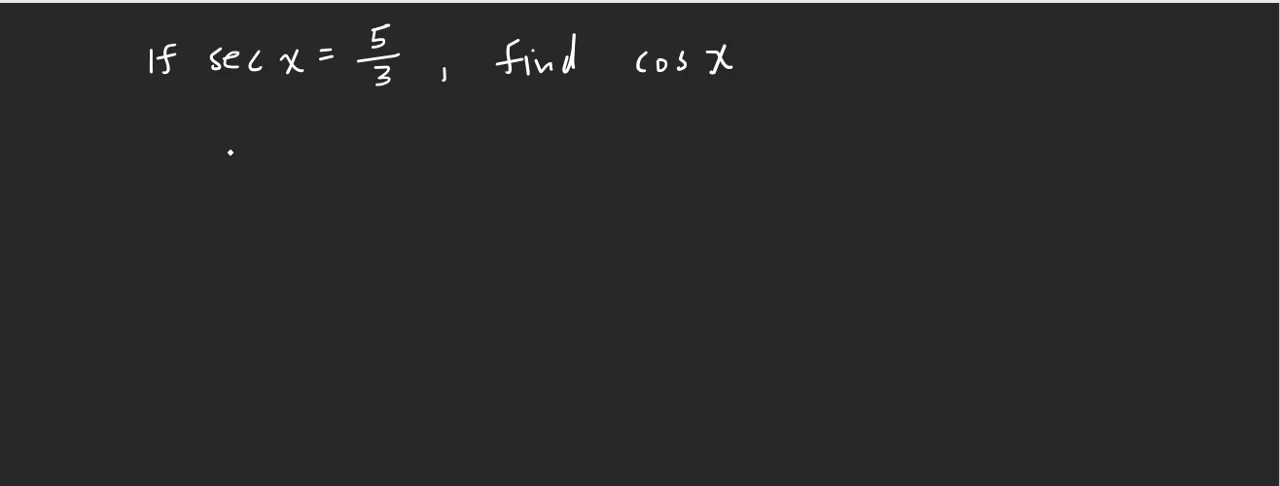 If sec x = 5/3 , find cos x